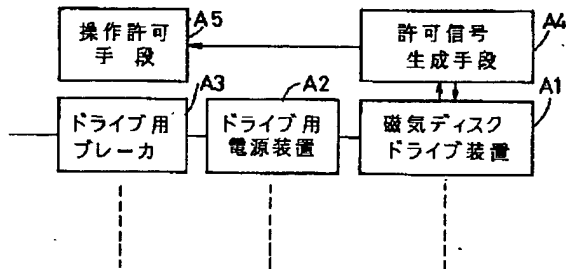 A5
操作許可
手段
A4
許可信号
生成手段
A3
ドライブ用
ブレーカ
A2
ドライブ用
電源装置
A1
磁気ディスク
ドライブ装置